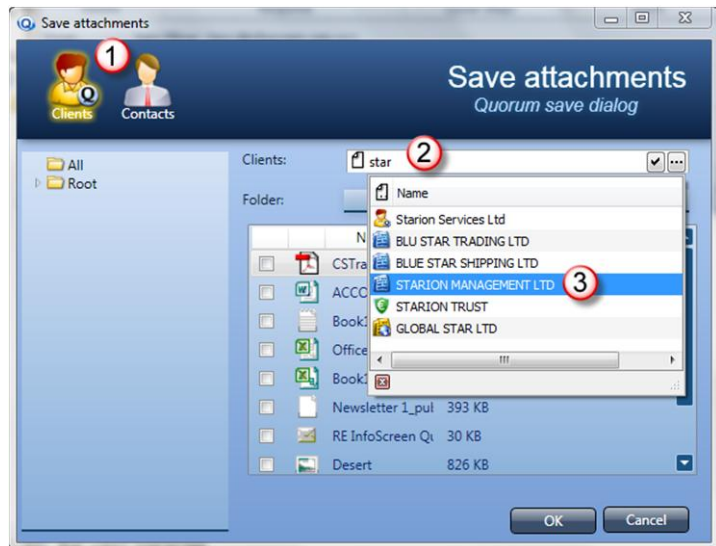 Save attachments
1
Clients
Contacts
Save attachments
Quorum save dialog
All
Root
Clients:
star
2
Folder:
Name
Starion Services Ltd
BLU STAR TRADING LTD
BLUE STAR SHIPPING LTD
STARION MANAGEMENT LTD
3
STARION TRUST
GLOBAL STAR LTD
N
CSTra
ACCO
Book1
Office
Book1
Newsletter 1_pul 393 KB
RE InfoScreen Qu 30 KB
Desert 826 KB
OK
Cancel